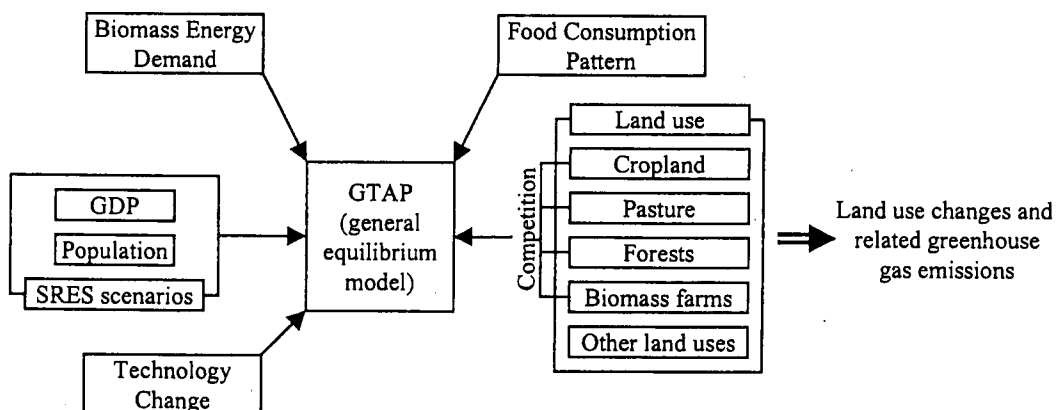 Biomass Energy
Demand
Food Consumption
Pattern
GDP
Population
SRES scenarios
GTAP
(general
equilibrium
model)
Technology
Change
Competition
Land use
Cropland
Pasture
Forests
Biomass farms
Other land uses
Land use changes and
related greenhouse
gas emissions